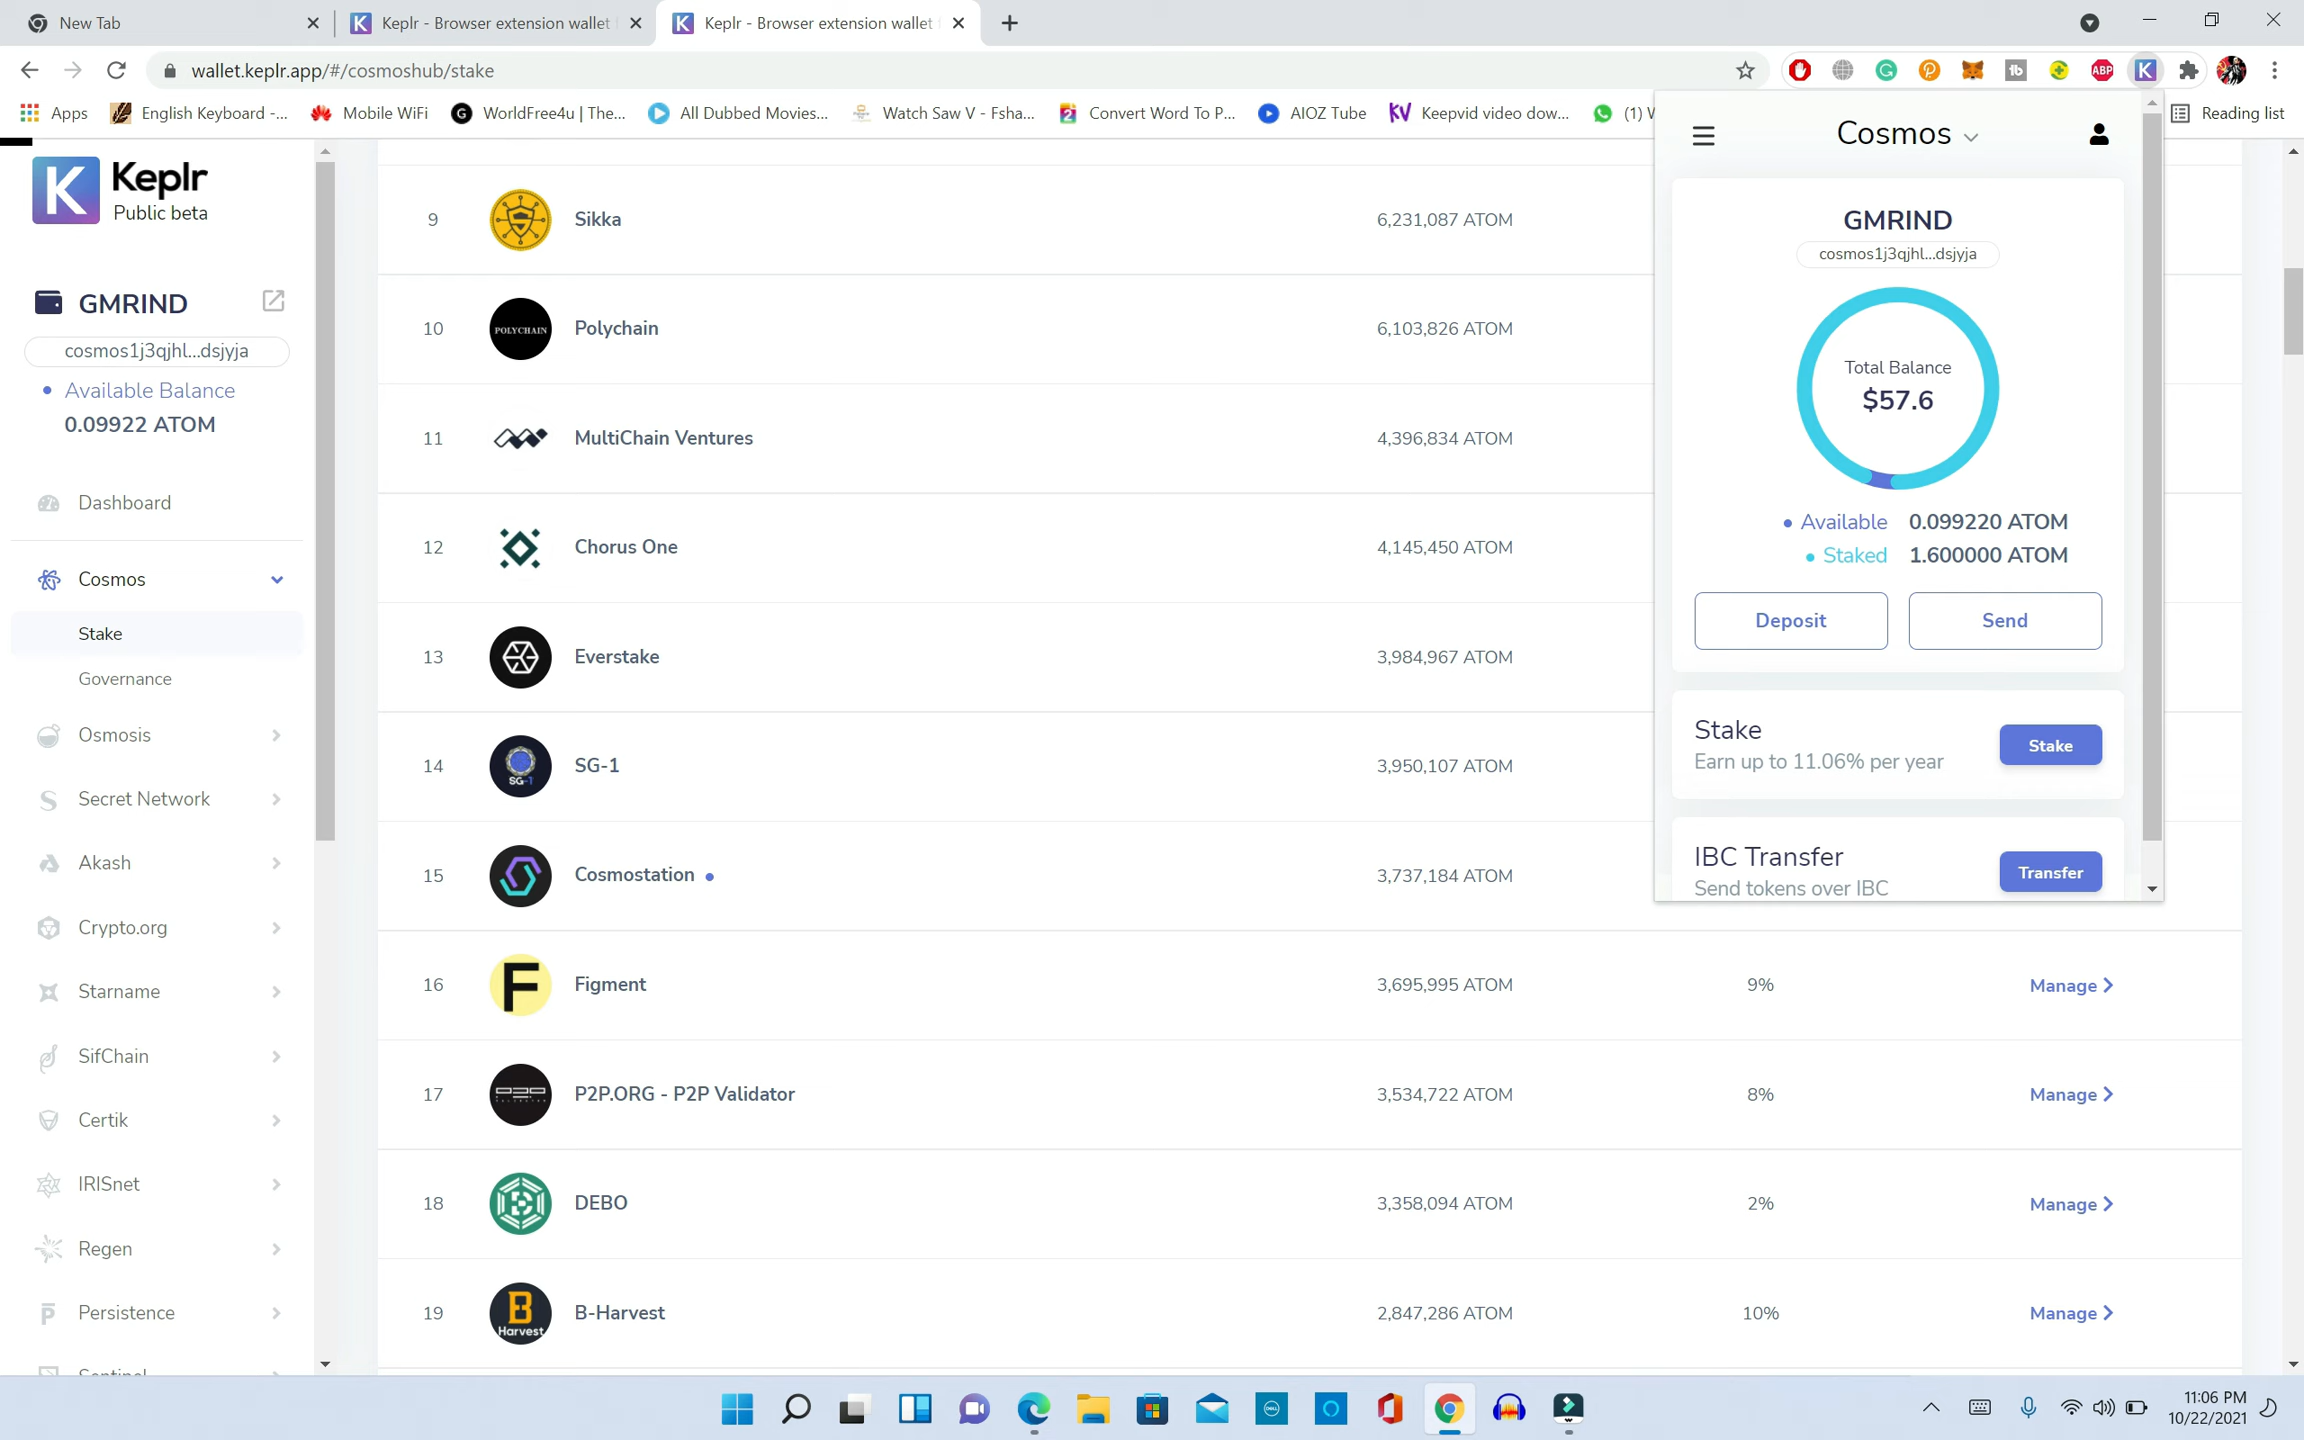 New Tab
Keplr - Browser extension wallet
Keplr - Browser extension wallet
wallet.keplr.app/#/cosmoshub/stake
ABP
Apps
English Keyboard -...
Mobile WiFi
WorldFree4u | The...
All Dubbed Movies...
Watch Saw V - Fsha...
Convert Word To P...
AIOZ Tube
Keepvid video dow...
(1) W
Reading list
Keplr
Public beta
GMRIND
cosmos1j3qjhl...dsjyja
Available Balance
0.09922 ATOM
Dashboard
Cosmos
Stake
Governance
Osmosis
Secret Network
Akash
Crypto.org
Starname
SifChain
Certik
IRISnet
Regen
Persistence
9 Sikka 6,231,087 ATOM
10 POLYCHAIN Polychain 6,103,826 ATOM
11 MultiChain Ventures 4,396,834 ATOM
12 Chorus One 4,145,450 ATOM
13 Everstake 3,984,967 ATOM
14 SG-1 SG-1 3,950,107 ATOM
15 Cosmostation 3,737,184 ATOM
16 F Figment 3,695,995 ATOM 9% Manage
17 P2P.ORG - P2P Validator 3,534,722 ATOM 8% Manage
18 DEBO 3,358,094 ATOM 2% Manage
19 B Harvest B-Harvest 2,847,286 ATOM 10% Manage
Cosmos
GMRIND
cosmos1j3qjhl...dsjyja
Total Balance
$57.6
Available 0.099220 ATOM
Staked 1.600000 ATOM
Deposit
Send
Stake
Earn up to 11.06% per year
Stake
IBC Transfer
Send tokens over IBC
Transfer
11:06 PM
10/22/2021